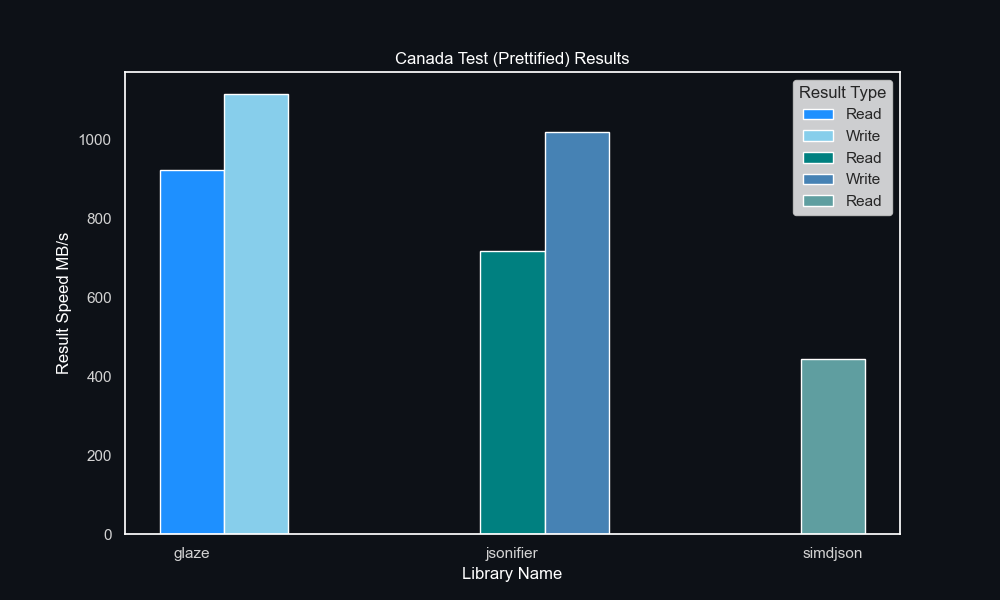 Canada Test (Prettified) Results
Result Type
Read
Write
Read
Write
Read
Result Speed MB/s
1000
800
600
400
200
0
glaze
jsonifier
simdjson
Library Name